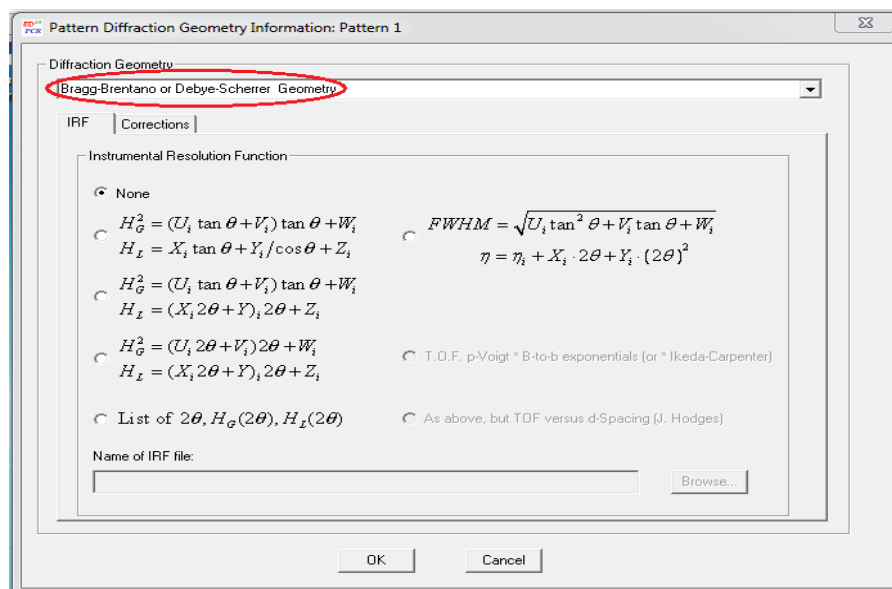 ED PCR Pattern Diffraction Geometry Information: Pattern 1
Diffraction Geometry
Bragg-Brentano or Debye-Scherrer Geometry
IRF Corrections
Instrumental Resolution Function
None
H_G^2 = (U_i tan θ + V_i) tan θ + W_i
H_L = X_i tan θ + Y_i/cos θ + Z_i
FWHM = √(U_i tan^2 θ + V_i tan θ + W_i)
η = η_i + X_i · 2θ + Y_i · (2θ)^2
H_G^2 = (U_i tan θ + V_i) tan θ + W_i
H_L = (X_i 2θ + Y)_i 2θ + Z_i
H_G^2 = (U_i 2θ + V_i) 2θ + W_i
H_L = (X_i 2θ + Y)_i 2θ + Z_i
T.O.F. p-Voigt * B-to-b exponentials (or * Ikeda-Carpenter)
List of 2θ, H_G(2θ), H_L(2θ)
As above, but TOF versus d-Spacing (J. Hodges)
Name of IRF file:
Browse...
OK Cancel